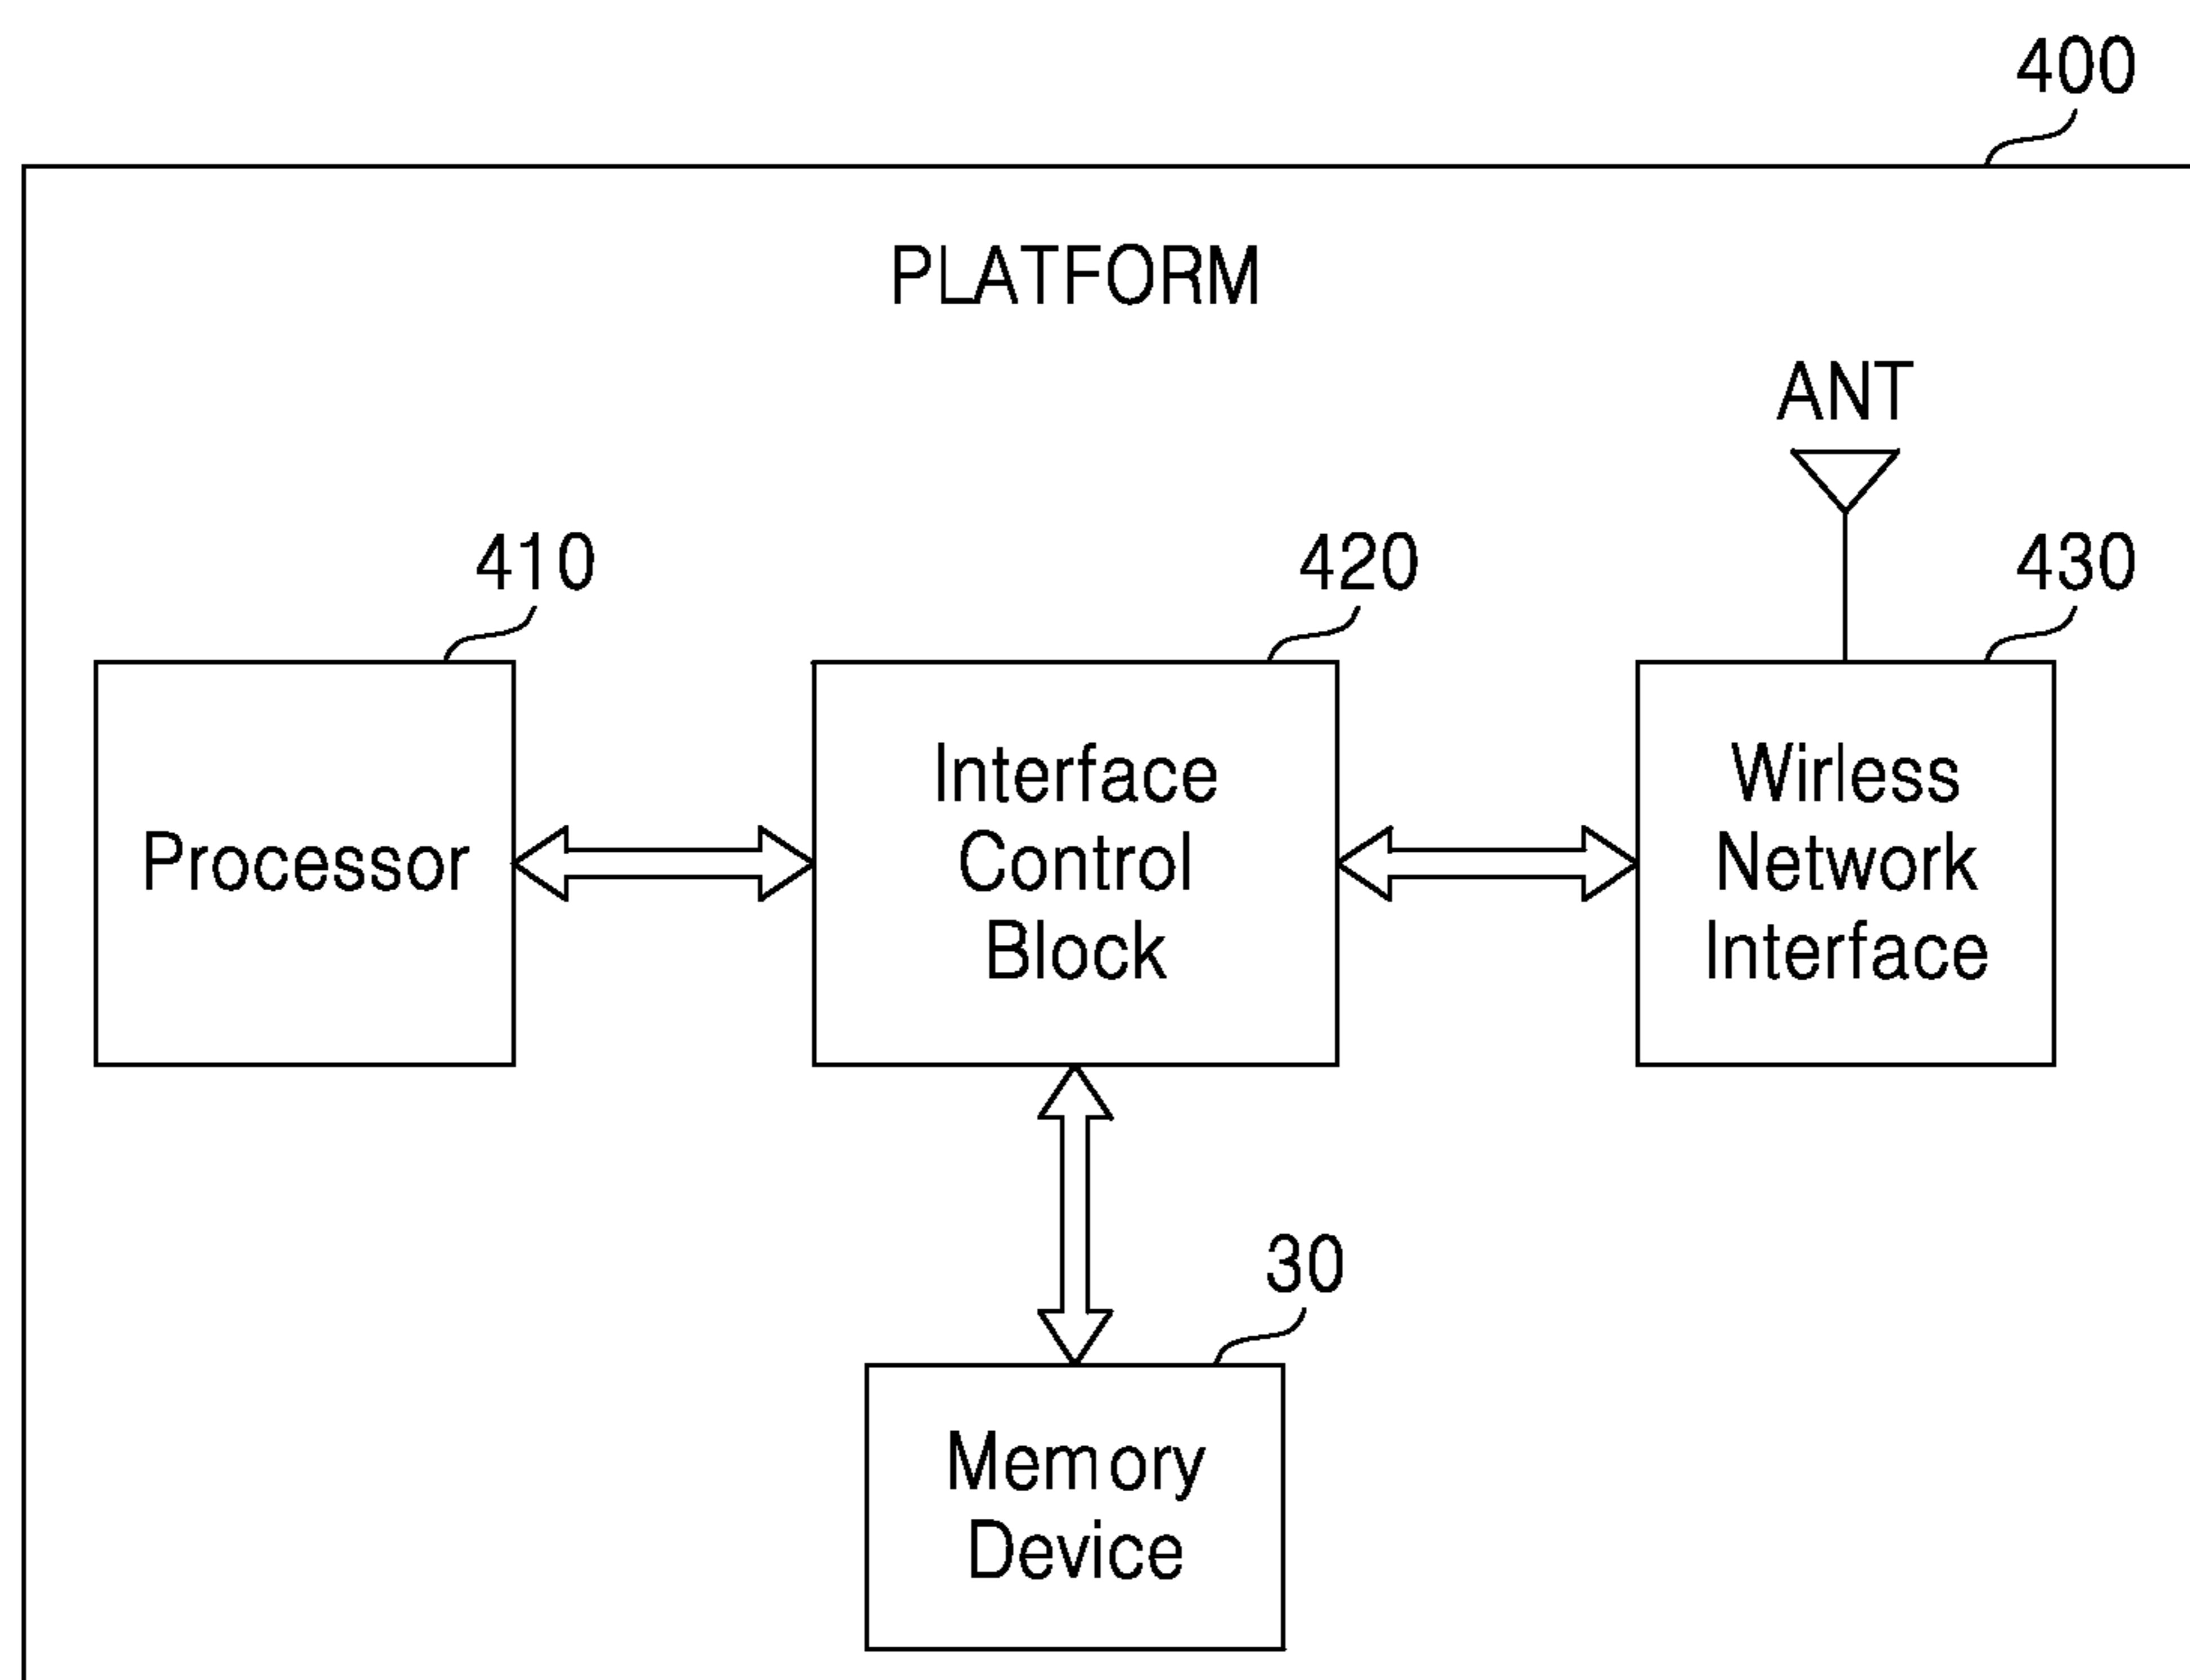 400
PLATFORM
ANT
410
420
430
Processor
Interface
Control
Block
Wirless
Network
Interface
30
Memory
Device